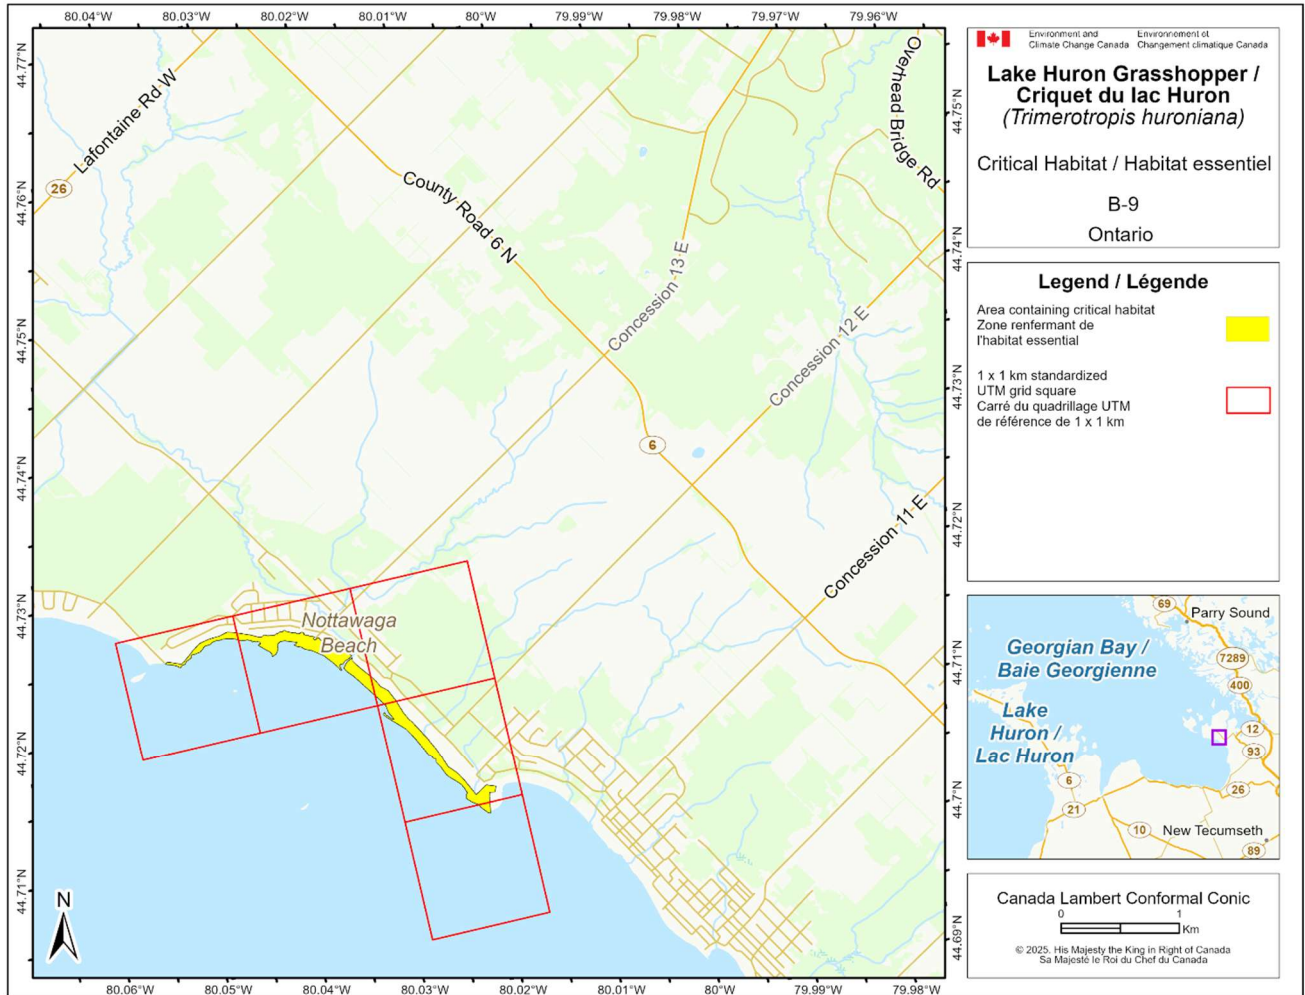 80.04°W 80.03°W 80.02°W 80.01°W 80°W 79.99°W 79.98°W 79.97°W 79.96°W
44.77°N
44.76°N
44.75°N
44.74°N
44.73°N
44.72°N
44.71°N
Lafontaine Rd W
26
County Road 6 N
Overhead Bridge Rd
Concession 13 E
Concession 12 E
6
Concession 11 E
Nottawaga
Beach
N
44.75°N
44.74°N
44.73°N
44.72°N
44.71°N
44.7°N
44.69°N
80.06°W 80.05°W 80.04°W 80.03°W 80.02°W 80.01°W 80°W 79.99°W 79.98°W
Environment and
Climate Change Canada
Environnement et
Changement climatique Canada
Lake Huron Grasshopper /
Criquet du lac Huron
(Trimerotropis huroniana)
Critical Habitat / Habitat essentiel
B-9
Ontario
Legend / Légende
Area containing critical habitat
Zone renfermant de
l'habitat essential
1 x 1 km standardized
UTM grid square
Carré du quadrillage UTM
de référence de 1 x 1 km
69
Parry Sound
Georgian Bay /
Baie Georgienne
7289
400
Lake
Huron /
Lac Huron
12
93
6
26
21
10
New Tecumseth
89
Canada Lambert Conformal Conic
0 1
Km
© 2025. His Majesty the King in Right of Canada
Sa Majesté le Roi du Chef du Canada